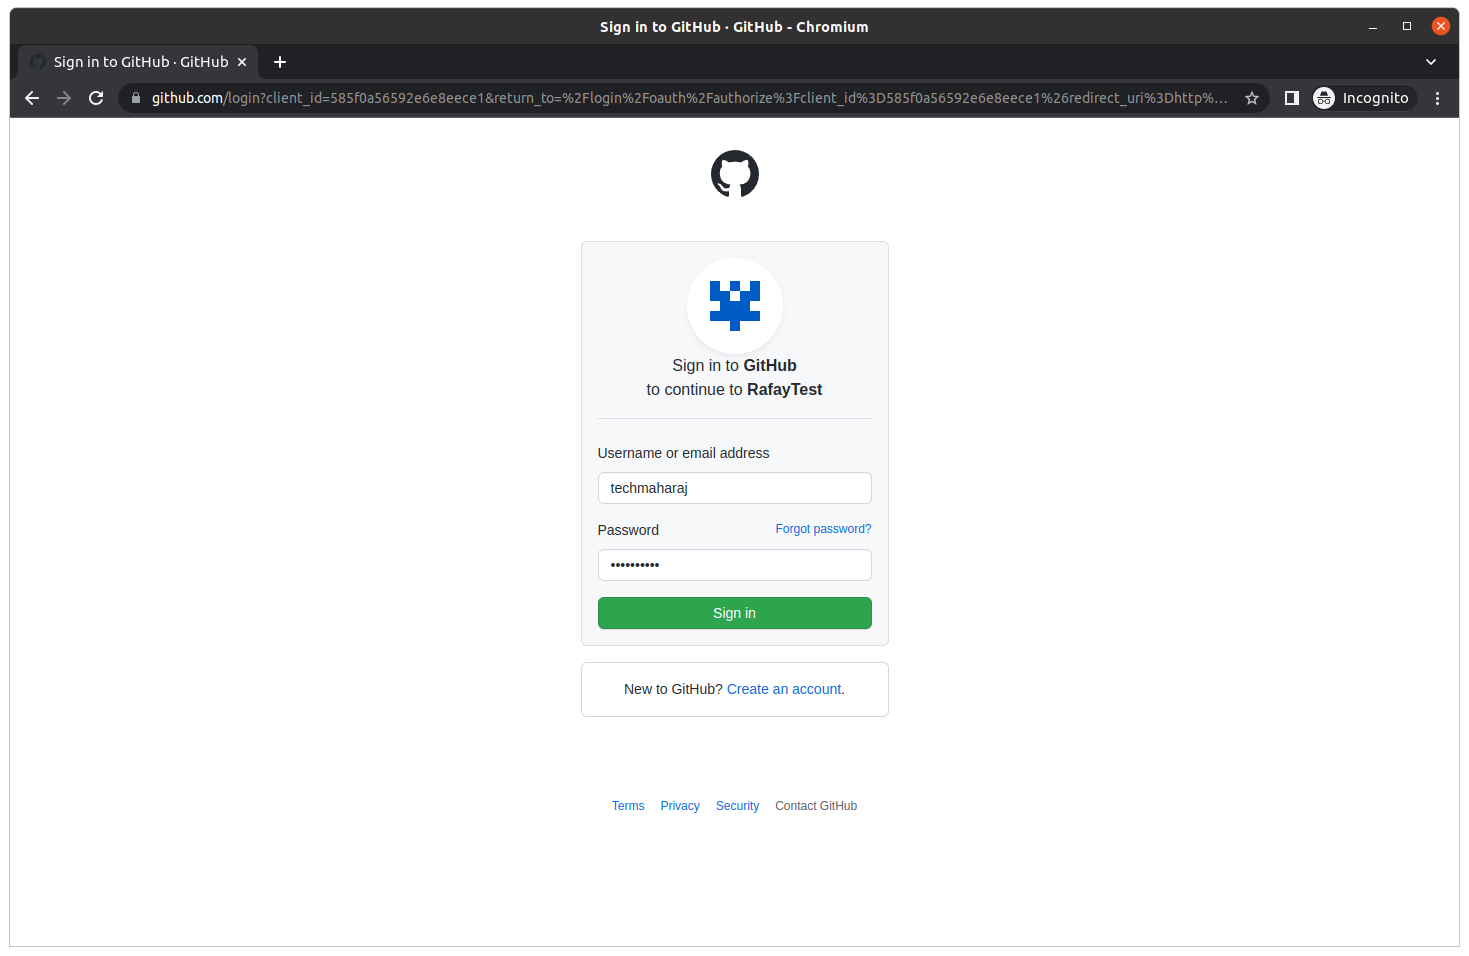 Sign in to GitHub · GitHub - Chromium
Sign in to GitHub · GitHub
github.com/login?client_id=585f0a56592e6e8eece1&return_to=%2Flogin%2Foauth%2Fauthorize%3Fclient_id%3D585f0a56592e6e8eece1%26redirect_uri%3Dhttp%...
Incognito
Sign in to GitHub
to continue to RafayTest
Username or email address
techmaharaj
Password
Forgot password?
••••••••••
Sign in
New to GitHub? Create an account.
Terms Privacy Security Contact GitHub